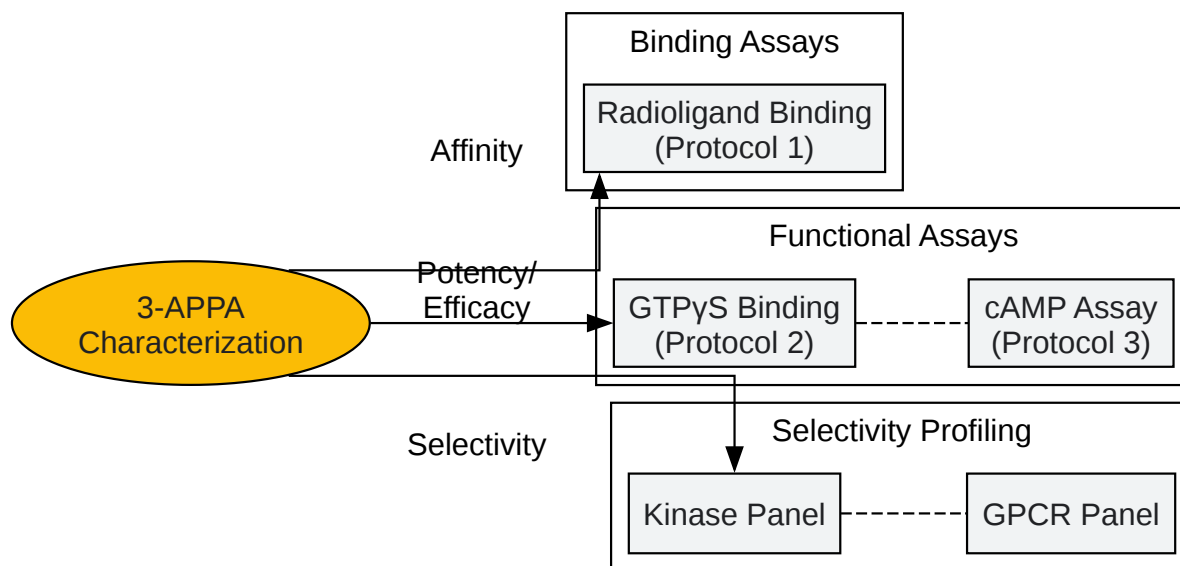 Binding Assays
Radioligand Binding
(Protocol 1)
Affinity
Functional Assays
Potency/
Efficacy
3-APPA
Characterization
GTPγS Binding
(Protocol 2)
cAMP Assay
(Protocol 3)
Selectivity
Selectivity Profiling
Kinase Panel
GPCR Panel